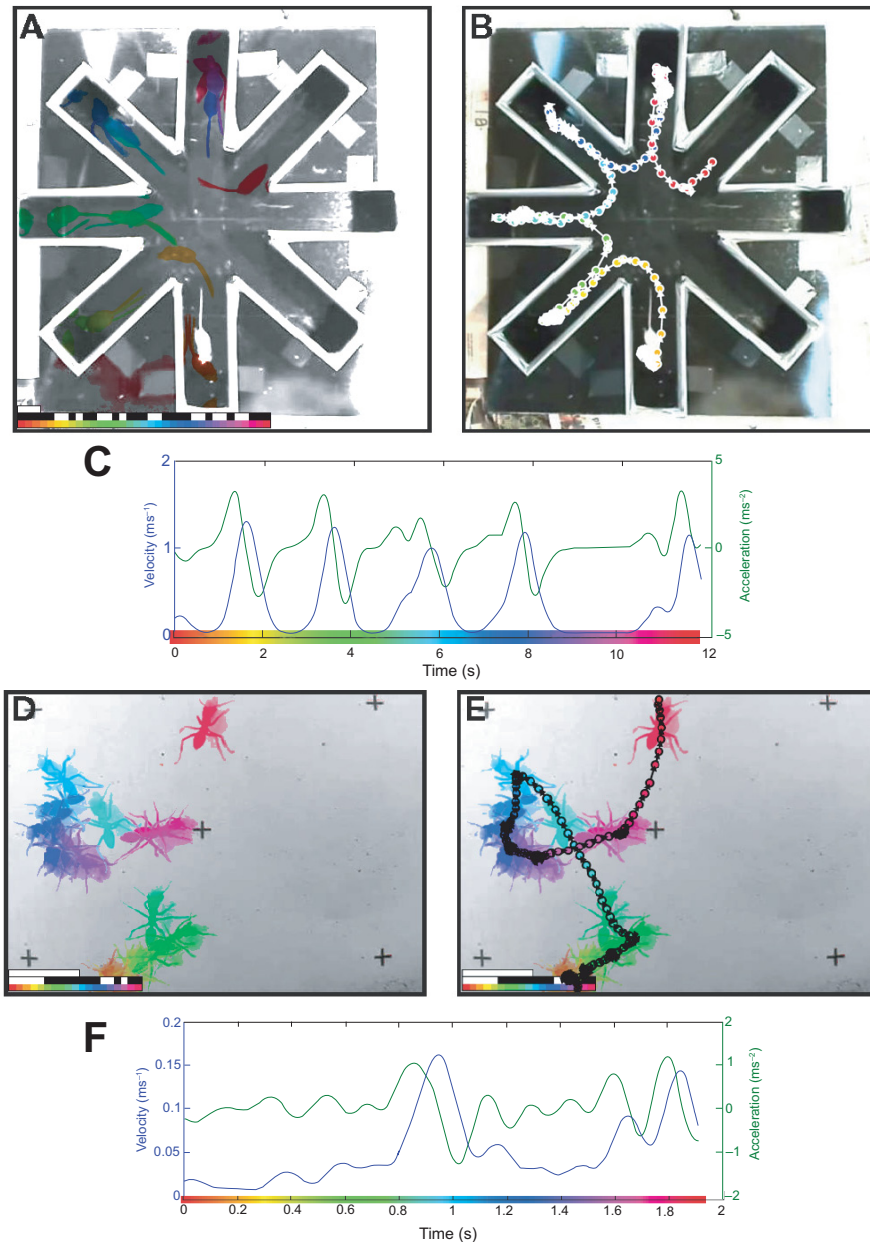 A
B
C
2
1
0
Velocity (ms⁻¹)
5
0
−5
Acceleration (ms⁻²)
0 2 4 6 8 10 12
Time (s)
D
E
F
0.2
0.15
0.1
0.05
0
Velocity (ms⁻¹)
2
1
0
−1
−2
Acceleration (ms⁻²)
0 0.2 0.4 0.6 0.8 1 1.2 1.4 1.6 1.8 2
Time (s)